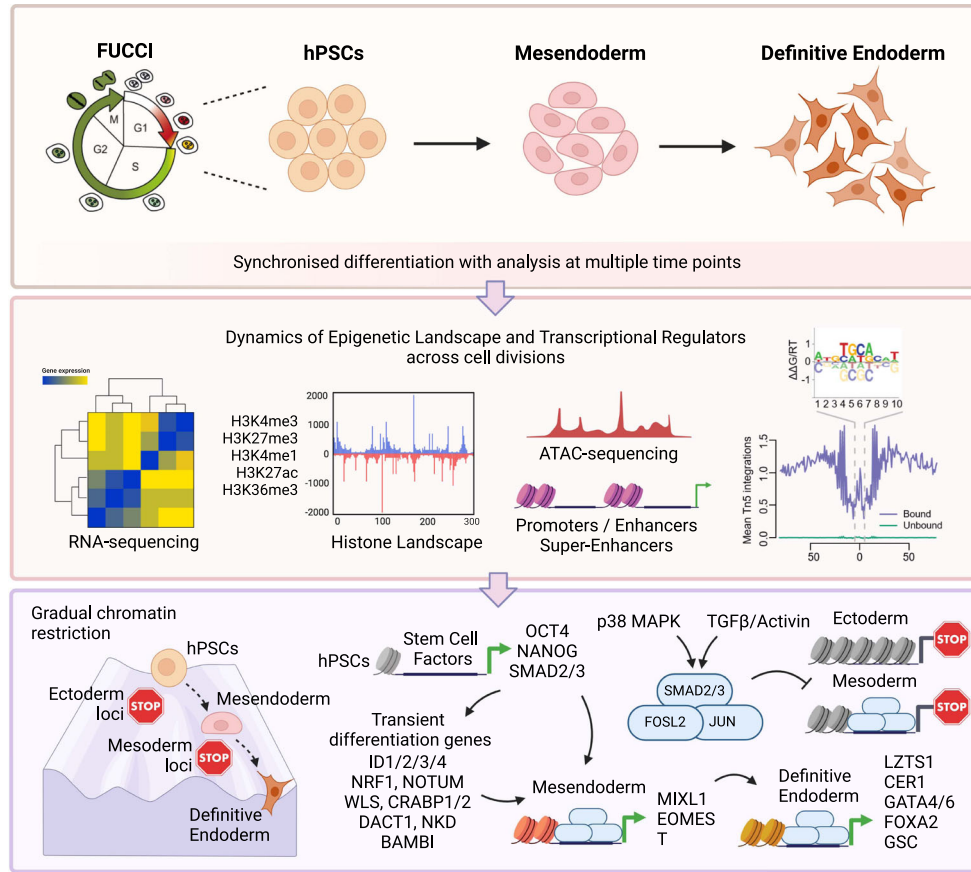 FUCCI
hPSCs
Mesendoderm
Definitive Endoderm
M
G1
G2
S
Synchronised differentiation with analysis at multiple time points
Dynamics of Epigenetic Landscape and Transcriptional Regulators
across cell divisions
Gene expression
RNA-sequencing
H3K4me3
H3K27me3
H3K4me1
H3K27ac
H3K36me3
2000
1000
0
-1000
-2000
0 100 200 300
Histone Landscape
ATAC-sequencing
Promoters / Enhancers
Super-Enhancers
ΔΔG/RT
1
0
-1
TGCA
GCGC
1 2 3 4 5 6 7 8 9 10
Mean Tn5 integrations
1.5
1.0
0.5
0.0
Bound
Unbound
50 0 50
Gradual chromatin
restriction
hPSCs
Ectoderm
loci
STOP
Mesendoderm
Mesoderm
loci
STOP
Definitive
Endoderm
hPSCs
Stem Cell
Factors
OCT4
NANOG
SMAD2/3
Transient
differentiation genes
ID1/2/3/4
NRF1, NOTUM
WLS, CRABP1/2
DACT1, NKD
BAMBI
p38 MAPK
TGFβ/Activin
SMAD2/3
FOSL2
JUN
Ectoderm
STOP
Mesoderm
STOP
Mesendoderm
MIXL1
EOMES
T
Definitive
Endoderm
LZTS1
CER1
GATA4/6
FOXA2
GSC